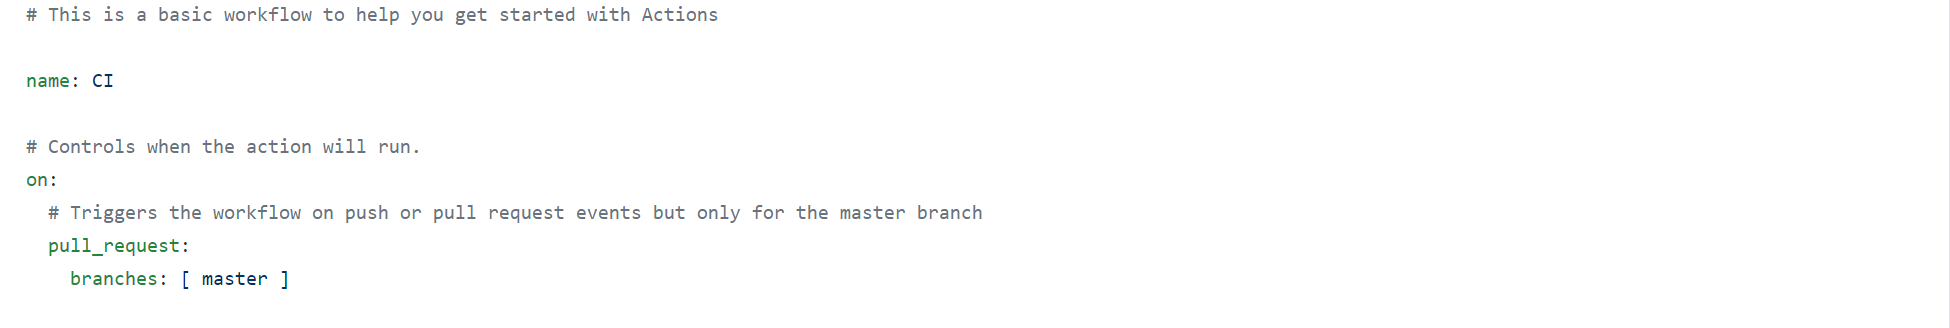 # This is a basic workflow to help you get started with Actions
name: CI
# Controls when the action will run.
on:
# Triggers the workflow on push or pull request events but only for the master branch
pull_request:
branches: [ master ]